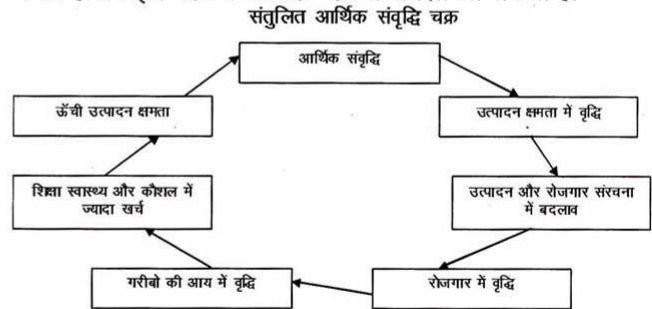 संतुलित आर्थिक संवृद्धि चक्र
आर्थिक संवृद्धि
ऊँची उत्पादन क्षमता
उत्पादन क्षमता में वृद्धि
शिक्षा स्वास्थ्य और कौशल में
ज्यादा खर्च
उत्पादन और रोजगार संरचना
में बदलाव
गरीबो की आय में वृद्धि
रोजगार में वृद्धि